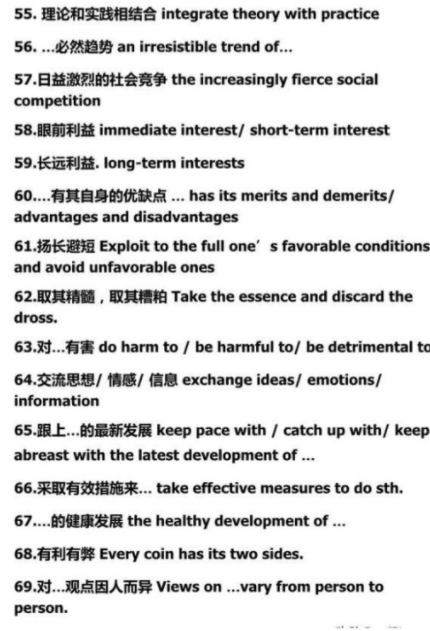 55. 理论和实践相结合 integrate theory with practice
56. …必然趋势 an irresistible trend of…
57.日益激烈的社会竞争 the increasingly fierce social
competition
58.眼前利益 immediate interest/ short-term interest
59.长远利益. long-term interests
60.…有其自身的优缺点 … has its merits and demerits/
advantages and disadvantages
61.扬长避短 Exploit to the full one’s favorable conditions
and avoid unfavorable ones
62.取其精髓，取其糟粕 Take the essence and discard the
dross.
63.对…有害 do harm to / be harmful to/ be detrimental to
64.交流思想/ 情感/ 信息 exchange ideas/ emotions/
information
65.跟上…的最新发展 keep pace with / catch up with/ keep
abreast with the latest development of …
66.采取有效措施来… take effective measures to do sth.
67.…的健康发展 the healthy development of …
68.有利有弊 Every coin has its two sides.
69.对…观点因人而异 Views on …vary from person to
person.